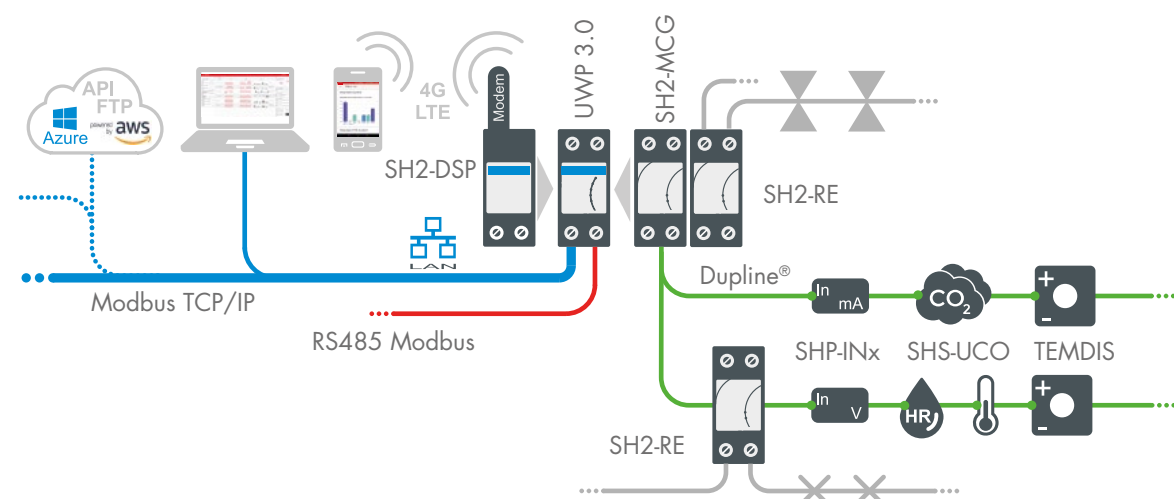 API
FTP
Azure
powered by aws
4G
LTE
Modem
UWP 3.0
SH2-MCG
SH2-DSP
SH2-RE
LAN
Modbus TCP/IP
RS485 Modbus
Dupline®
In
mA
CO2
+
-
SHP-INx
SHS-UCO
TEMDIS
In
V
HR
+
-
SH2-RE